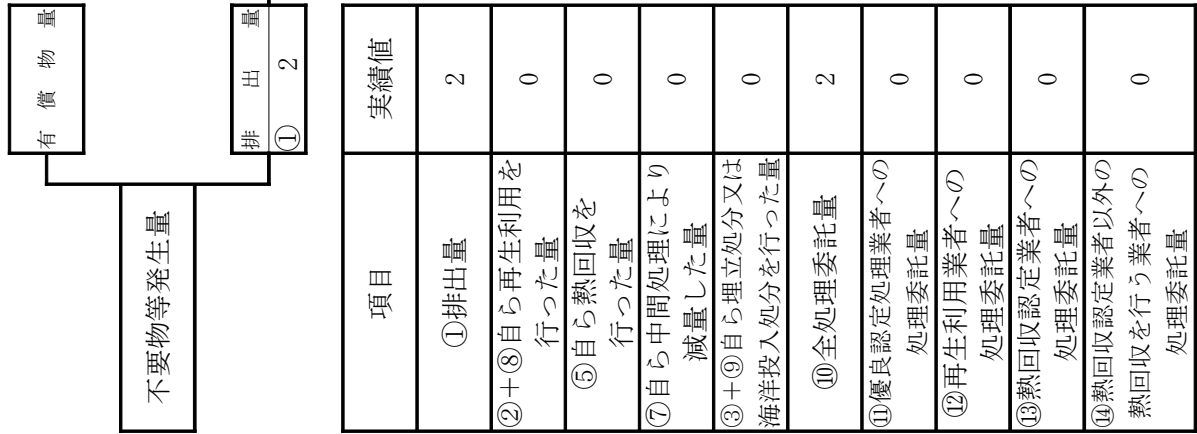 不要物等発生量
有償物量
排出量
① 2
項目 実績値
①排出量 2
②＋⑧自ら再生利用を
行った量 0
⑤自ら熱回収を
行った量 0
⑦自ら中間処理により
減量した量 0
③＋⑨自ら埋立処分又は
海洋投入処分を行った量 0
⑩全処理委託量 2
⑪優良認定処理業者への
処理委託量 0
⑫再生利用業者への
処理委託量 0
⑬熱回収認定業者への
処理委託量 0
⑭熱回収認定業者以外の
熱回収を行う業者への
処理委託量 0